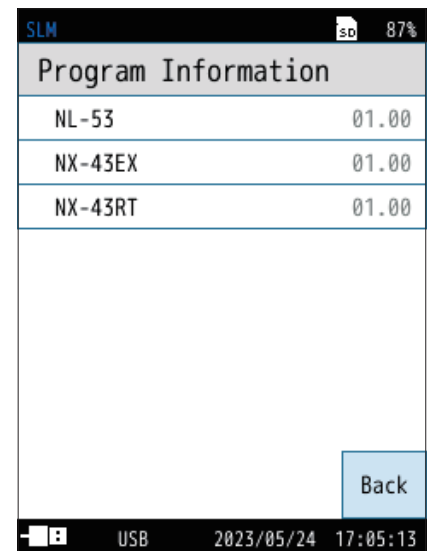 SLM SD 87%
Program Information
NL-53 01.00
NX-43EX 01.00
NX-43RT 01.00
Back
USB 2023/05/24 17:05:13